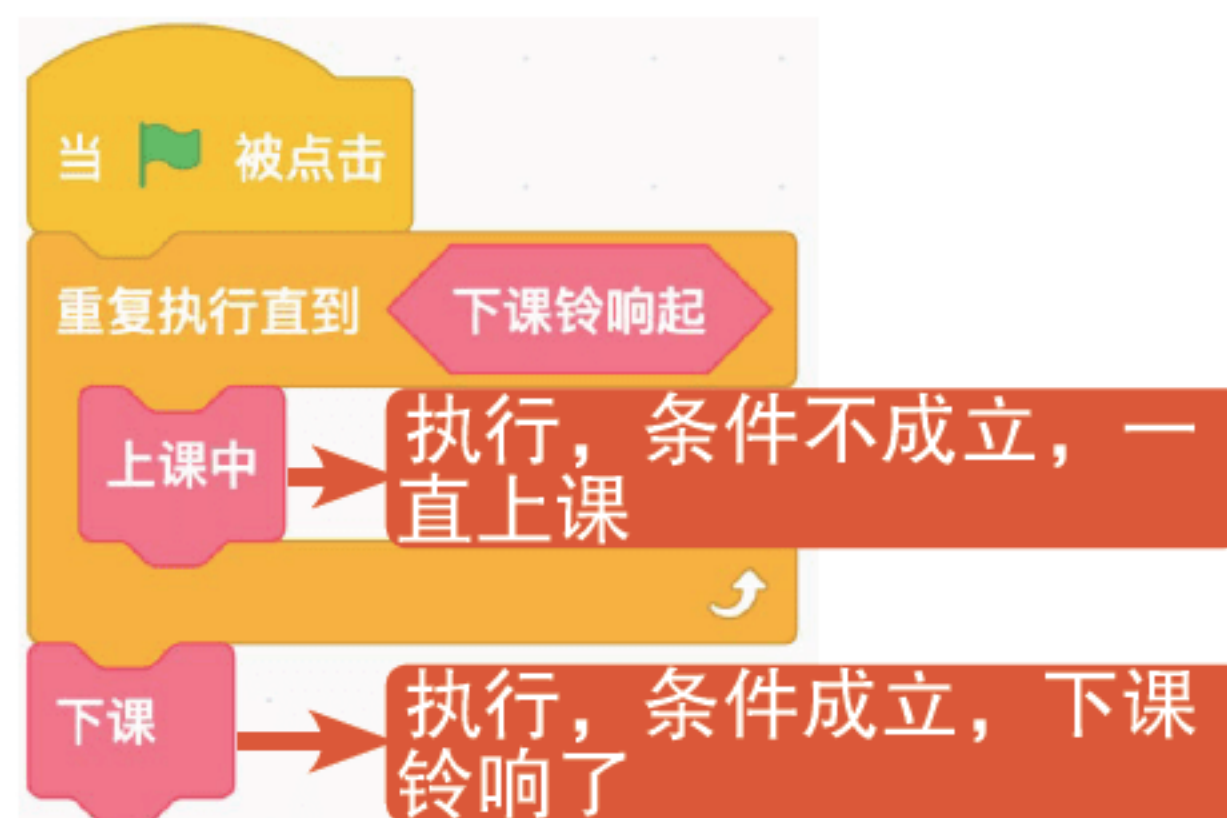 当 被点击
重复执行直到 下课铃响起
上课中
执行，条件不成立，一
直上课
下课
执行，条件成立，下课
铃响了